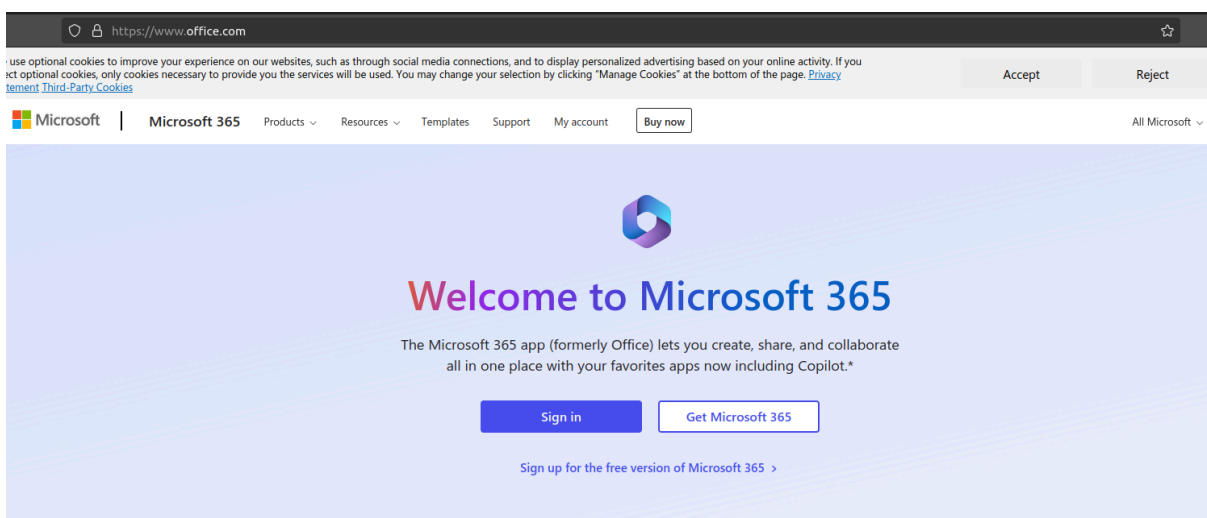 https://www.office.com
use optional cookies to improve your experience on our websites, such as through social media connections, and to display personalized advertising based on your online activity. If you
ect optional cookies, only cookies necessary to provide you the services will be used. You may change your selection by clicking "Manage Cookies" at the bottom of the page. Privacy
tement Third-Party Cookies
Accept
Reject
Microsoft
Microsoft 365
Products
Resources
Templates
Support
My account
Buy now
All Microsoft
Welcome to Microsoft 365
The Microsoft 365 app (formerly Office) lets you create, share, and collaborate
all in one place with your favorites apps now including Copilot.*
Sign in
Get Microsoft 365
Sign up for the free version of Microsoft 365 >